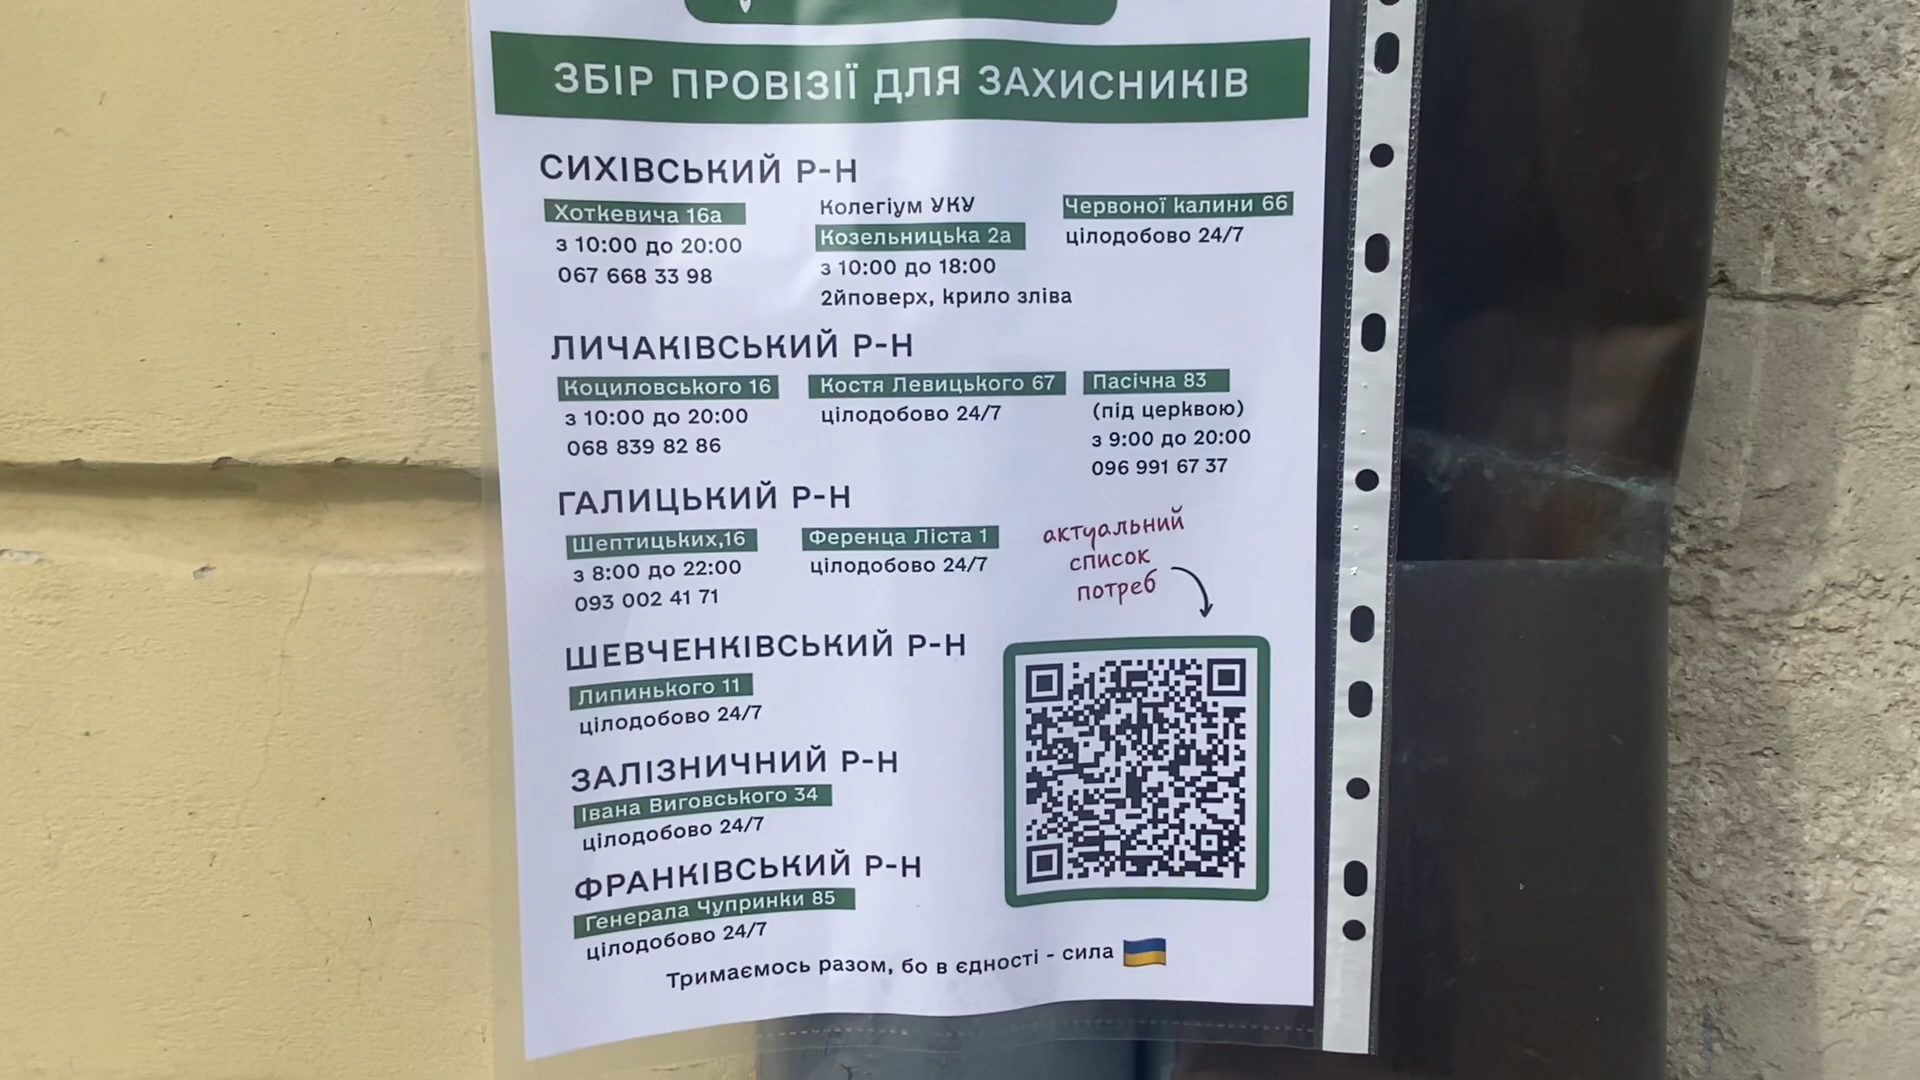 ЗБІР ПРОВІЗІЇ ДЛЯ ЗАХИСНИКІВ
СИХІВСЬКИЙ Р-Н
Хоткевича 16а
з 10:00 до 20:00
067 668 33 98
Колегіум УКУ
Козельницька 2а
з 10:00 до 18:00
2йповерх, крило зліва
Червоної калини 66
цілодобово 24/7
ЛИЧАКІВСЬКИЙ Р-Н
Коциловського 16
з 10:00 до 20:00
068 839 82 86
Костя Левицького 67
цілодобово 24/7
Пасічна 83
(під церквою)
з 9:00 до 20:00
096 991 67 37
ГАЛИЦЬКИЙ Р-Н
Шептицьких,16
з 8:00 до 22:00
093 002 41 71
Ференца Ліста 1
цілодобово 24/7
актуальний
список
потреб
ШЕВЧЕНКІВСЬКИЙ Р-Н
Липинького 11
цілодобово 24/7
ЗАЛІЗНИЧНИЙ Р-Н
Івана Виговського 34
цілодобово 24/7
ФРАНКІВСЬКИЙ Р-Н
Генерала Чупринки 85
цілодобово 24/7
Тримаємось разом, бо в єдності - сила